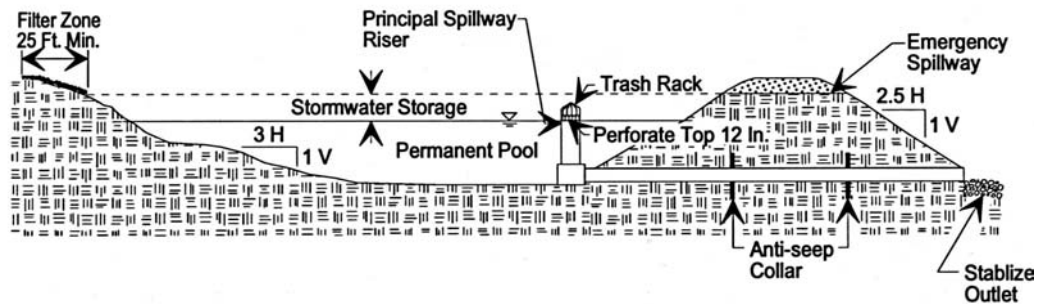 Filter Zone
25 Ft. Min.
Principal Spillway
Riser
Emergency
Spillway
Trash Rack
Stormwater Storage
2.5 H
1 V
Perforate Top 12 In.
3 H
1 V
Permanent Pool
Anti-seep
Collar
Stablize
Outlet